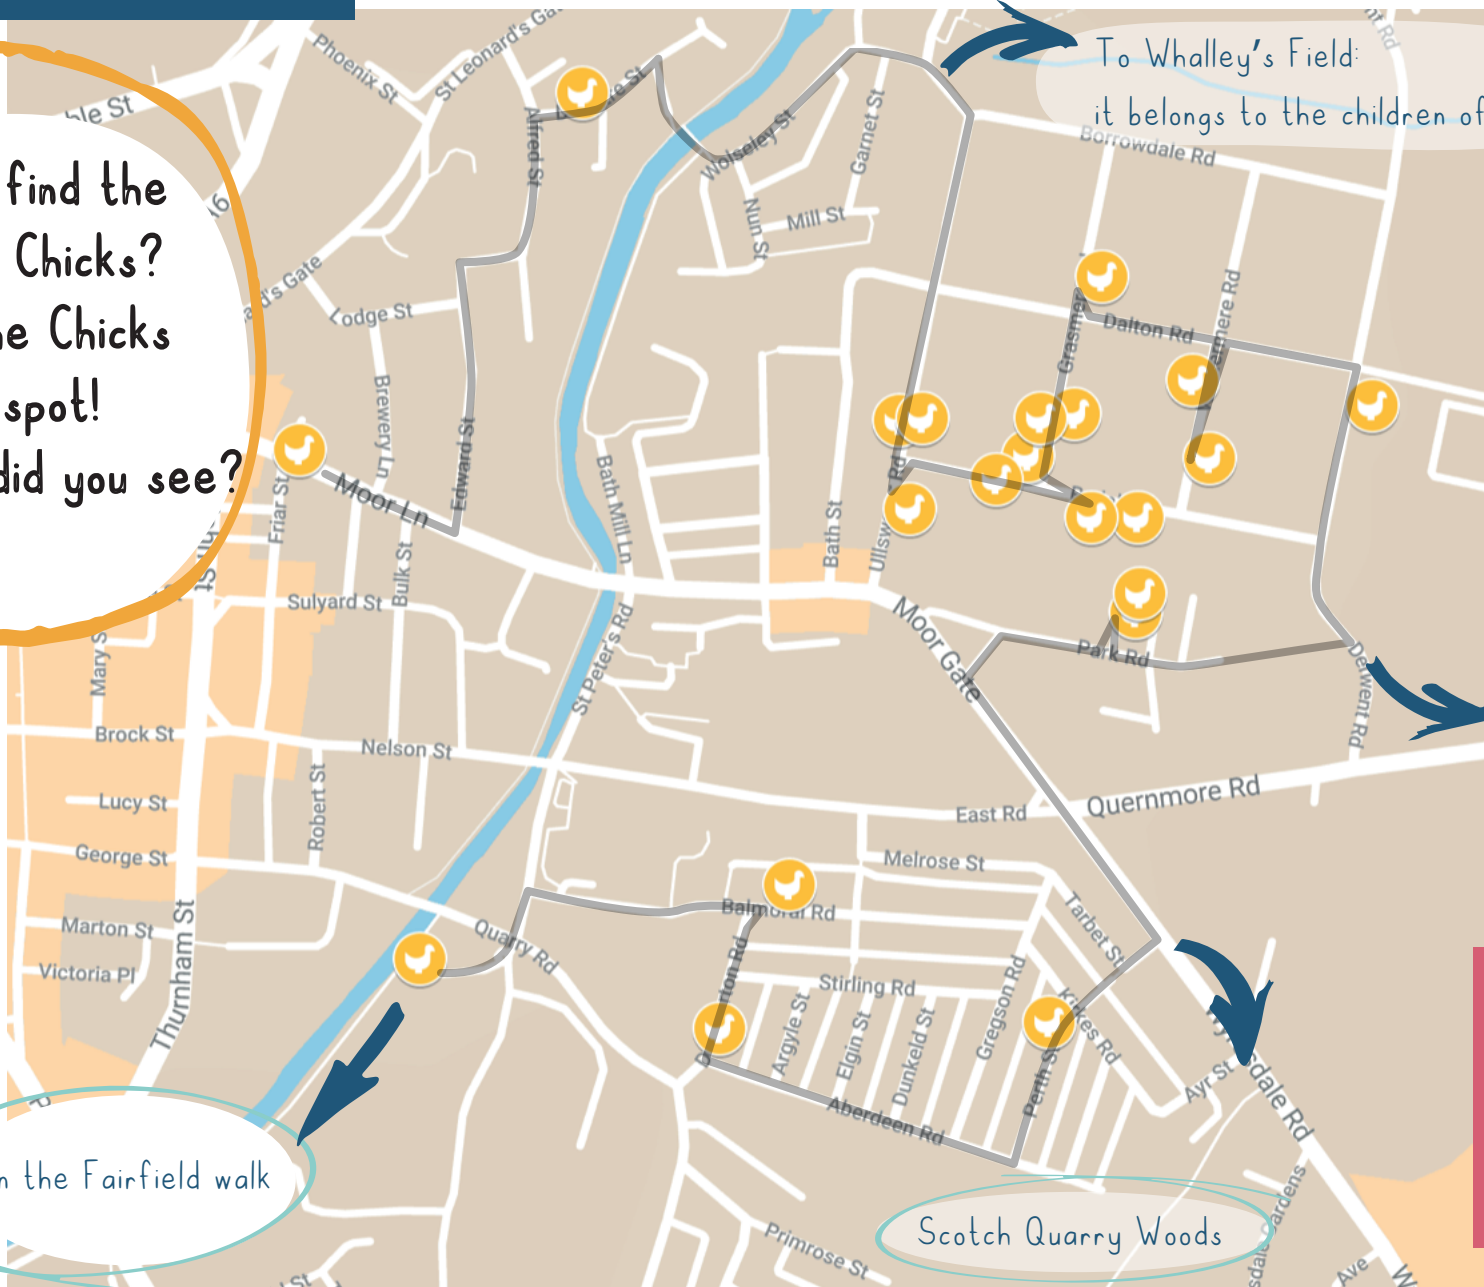 find the
Chicks?
Chicks
spot!
did you see?
To Whalley's Field:
it belongs to the children of
Phoenix St
St Leonard's
Alfred St
Wolseley St
Garnet St
Borrowdale Rd
Nun St
Mill St
Lodge St
Dalton Rd
Brewery Ln
Edward St
Friar St
Moor Ln
Bath Mill Ln
Bath St
Rd
Bulk St
Sulyard St
St Peter's Rd
Moor Gate
Park Rd
Derwent Rd
Mary
Brock St
Nelson St
Lucy St
Robert St
East Rd
Quernmore Rd
George St
Melrose St
Marton St
Balmoral Rd
Tarbet St
Quarry Rd
Victoria Pl
Thurnham St
Stirling Rd
Argyle St
Elgin St
Dunkeld St
Gregson Rd
Kirkes Rd
Perth St
Aberdeen Rd
Ayr St
the Fairfield walk
Scotch Quarry Woods
Primrose St
Ave